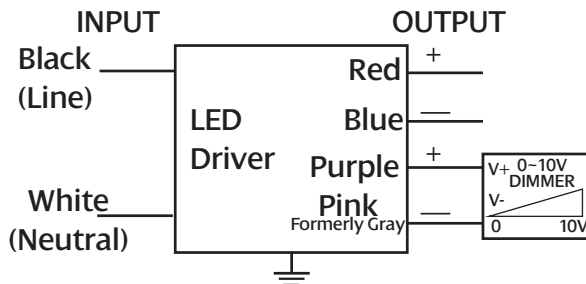 INPUT
OUTPUT
Black
(Line)
White
(Neutral)
LED
Driver
Red
+
Blue
—
Purple
+
Pink
Formerly Gray
—
V+ 0~10V
DIMMER
V-
0 10V